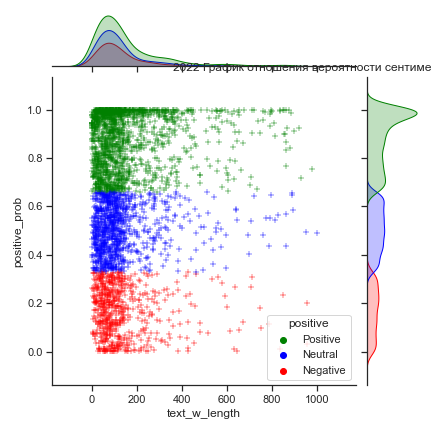 2022 График отношения вероятности сентиме
1.0
0.8
0.6
0.4
0.2
0.0
positive_prob
0
200
400
600
800
1000
text_w_length
positive
Positive
Neutral
Negative